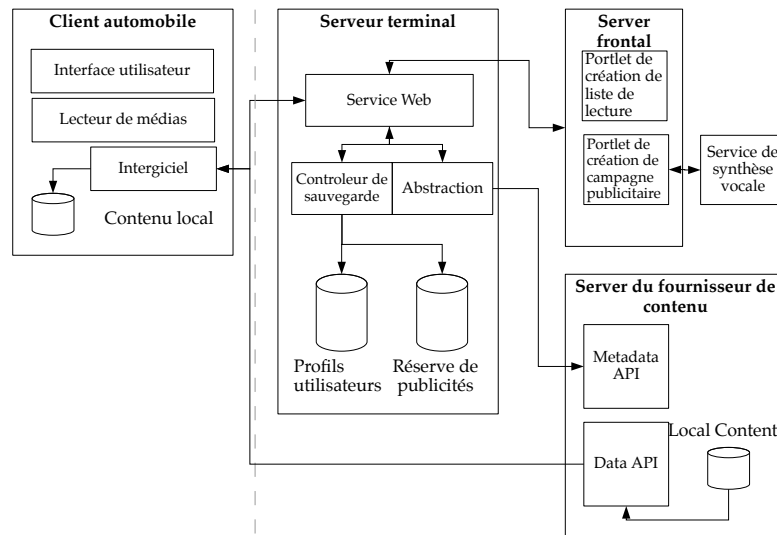 Client automobile
Interface utilisateur
Lecteur de médias
Intergiciel
Contenu local
Serveur terminal
Service Web
Controleur de
sauvegarde
Abstraction
Profils
utilisateurs
Réserve de
publicités
Server
frontal
Portlet de
création de
liste de
lecture
Portlet de
création de
campagne
publicitaire
Service de
synthèse
vocale
Server du fournisseur de
contenu
Metadata
API
Local Content
Data API